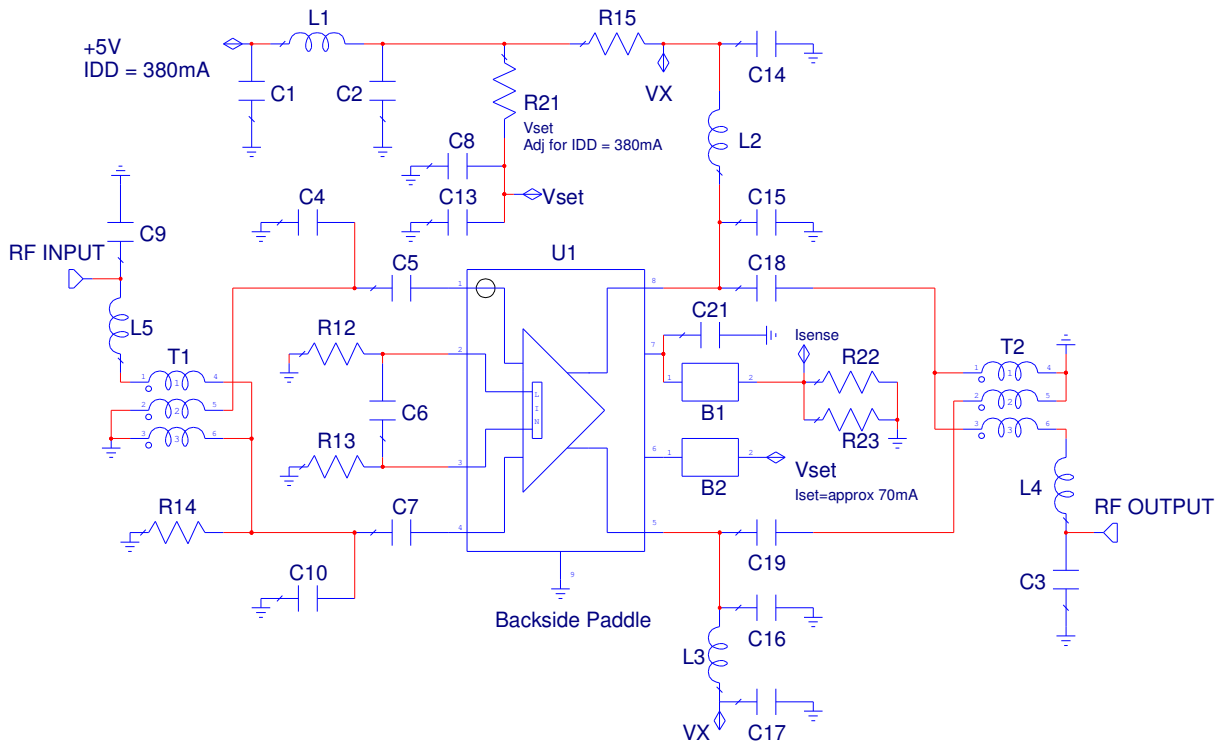 L1
R15
+5V
IDD = 380mA
C1
C2
R21
VX
C14
Vset
Adj for IDD = 380mA
L2
C8
C13
Vset
C4
C15
C9
RF INPUT
C5
U1
C18
1
8
L5
R12
C21
Isense
R22
T1
2
7
T2
1
1
4
2
2
5
3
3
6
C6
L
I
N
1
2
B1
R23
1
1
4
2
2
5
3
3
6
R13
3
6
1
2
B2
Vset
Iset=approx 70mA
L4
RF OUTPUT
R14
C7
4
5
C19
C10
9
C3
Backside Paddle
C16
L3
VX
C17